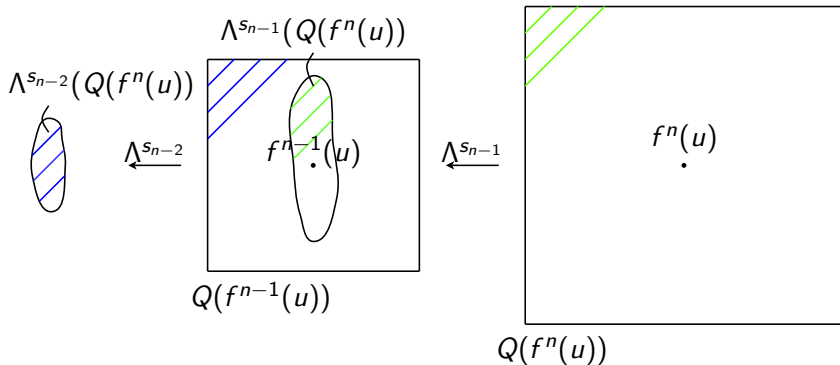 Λ^{s_{n−1}}(Q(f^n(u))
Λ^{s_{n−2}}(Q(f^n(u))
f^n(u)
f^{n−1}(u)
Λ^{s_{n−2}}
Λ^{s_{n−1}}
Q(f^{n−1}(u))
Q(f^n(u))